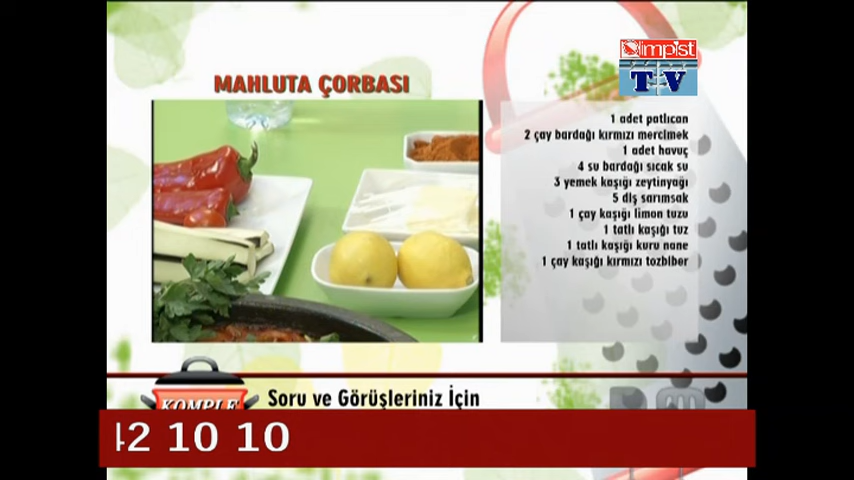 Olimpist
TV
MAHLUTA ÇORBASI
1 adet patlıcan
2 çay bardağı kırmızı mercimek
1 adet havuç
4 su bardağı sıcak su
3 yemek kaşığı zeytinyağı
5 diş sarımsak
1 çay kaşığı limon tuzu
1 tatlı kaşığı tuz
1 tatlı kaşığı kuru nane
1 çay kaşığı kırmızı tozbiber
KOMPLE
Soru ve Görüşleriniz İçin
42 10 10